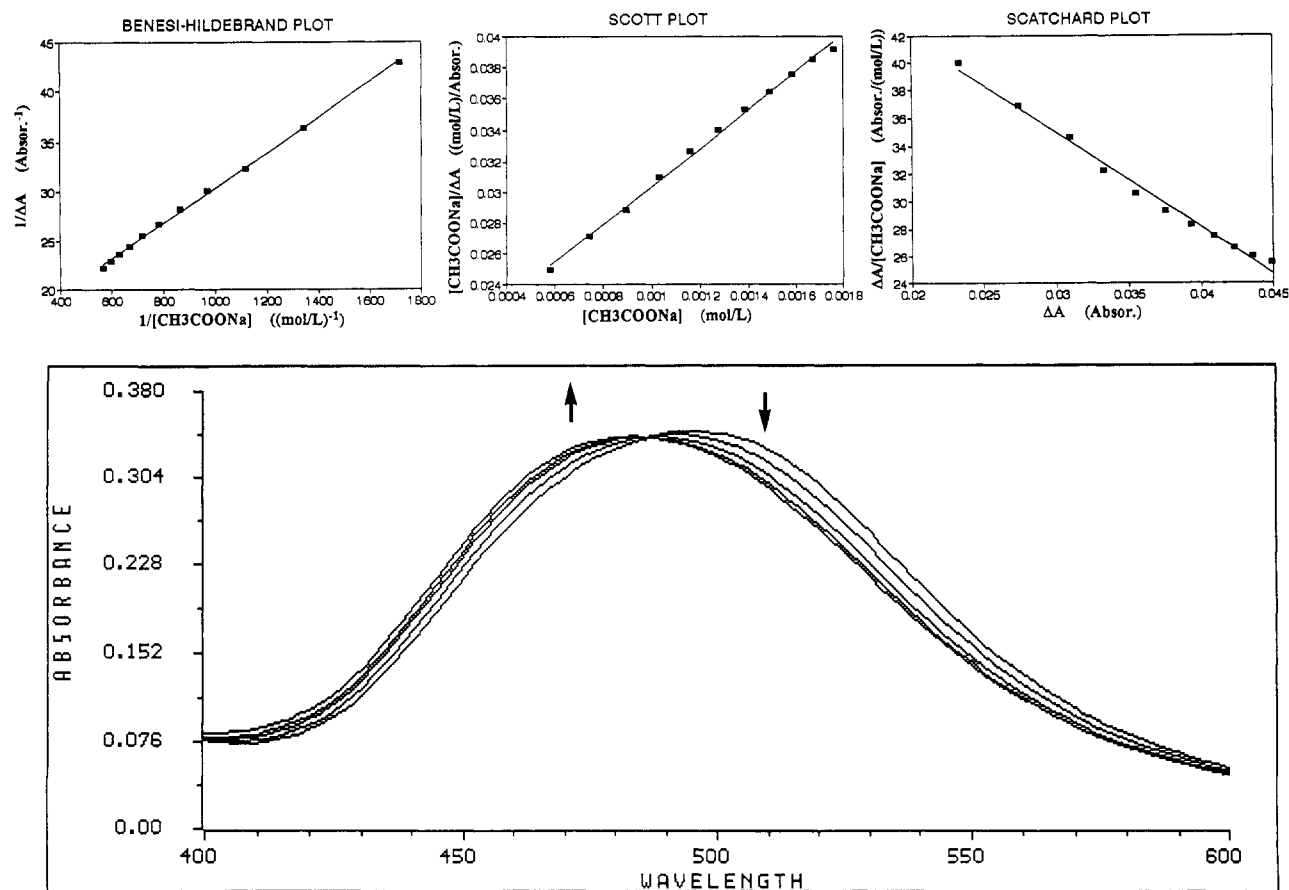 BENESI-HILDEBRAND PLOT
1/ΔA (Absor.-1)
45
40
35
30
25
20
400 600 800 1000 1200 1400 1600 1800
1/[CH3COONa] ((mol/L)-1)
SCOTT PLOT
[CH3COONa]/ΔA ((mol/L)/Absor.)
0.04
0.038
0.036
0.034
0.032
0.03
0.028
0.026
0.024
0.0004 0.0006 0.0008 0.001 0.0012 0.0014 0.0016 0.0018
[CH3COONa] (mol/L)
SCATCHARD PLOT
ΔA/[CH3COONa] (Absor./(mol/L))
42
40
38
36
34
32
30
28
26
24
0.02 0.025 0.03 0.035 0.04 0.045
ΔA (Absor.)
ABSORBANCE
0.380
0.304
0.228
0.152
0.076
0.00
400 450 500 550 600
WAVELENGTH